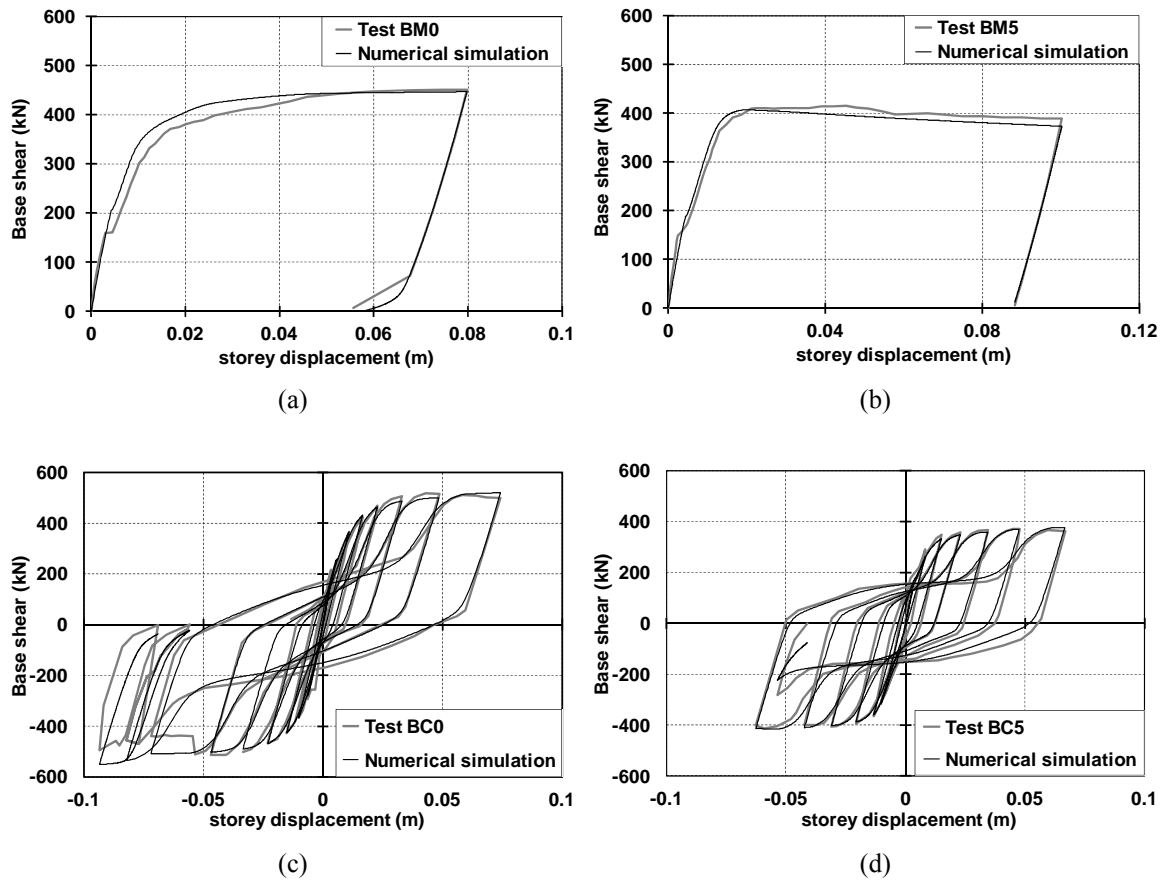 600
500
400
300
200
100
0
Base shear (kN)
Test BM0
Numerical simulation
0 0.02 0.04 0.06 0.08 0.1
storey displacement (m)
(a)
600
500
400
300
200
100
0
Base shear (kN)
Test BM5
Numerical simulation
0 0.04 0.08 0.12
storey displacement (m)
(b)
600
400
200
0
-200
-400
-600
Base shear (kN)
Test BC0
Numerical simulation
-0.1 -0.05 0 0.05 0.1
storey displacement (m)
(c)
600
400
200
0
-200
-400
-600
Base shear (kN)
Test BC5
Numerical simulation
-0.1 -0.05 0 0.05 0.1
storey displacement (m)
(d)